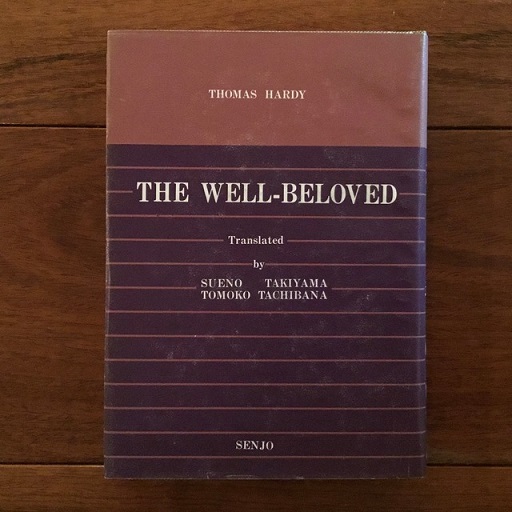 THOMAS HARDY
THE WELL-BELOVED
Translated
by
SUENO TAKIYAMA
TOMOKO TACHIBANA
SENJO